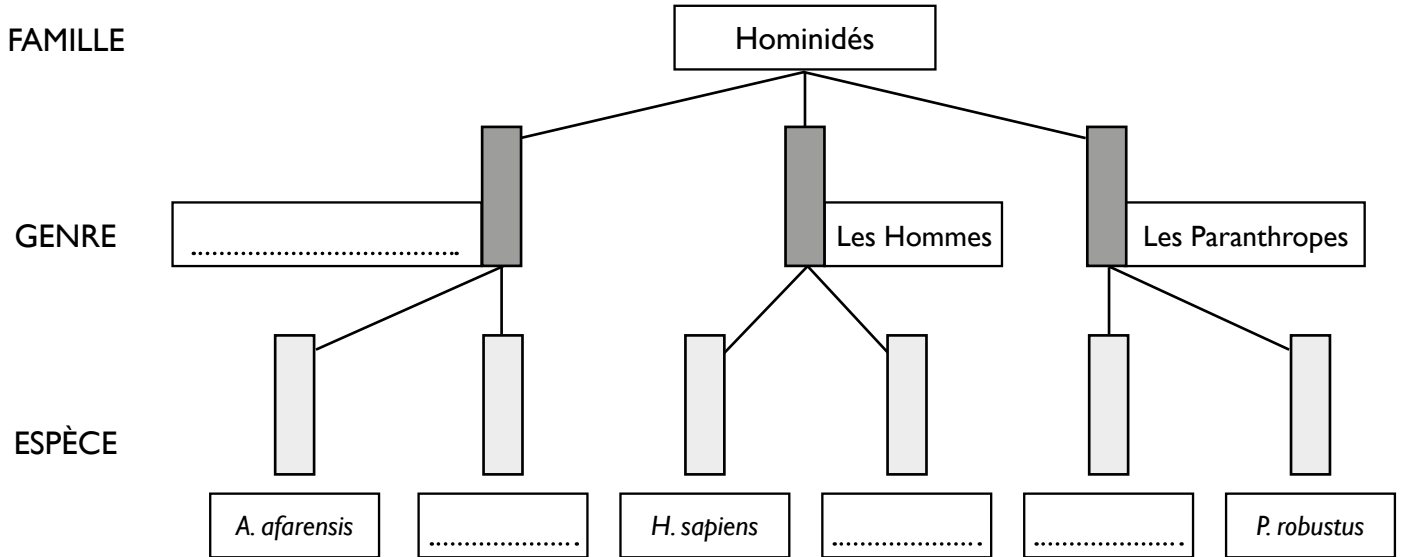 FAMILLE
Hominidés
GENRE
....................................
Les Hommes
Les Paranthropes
ESPÈCE
A. afarensis
.....................
H. sapiens
.....................
.....................
P. robustus